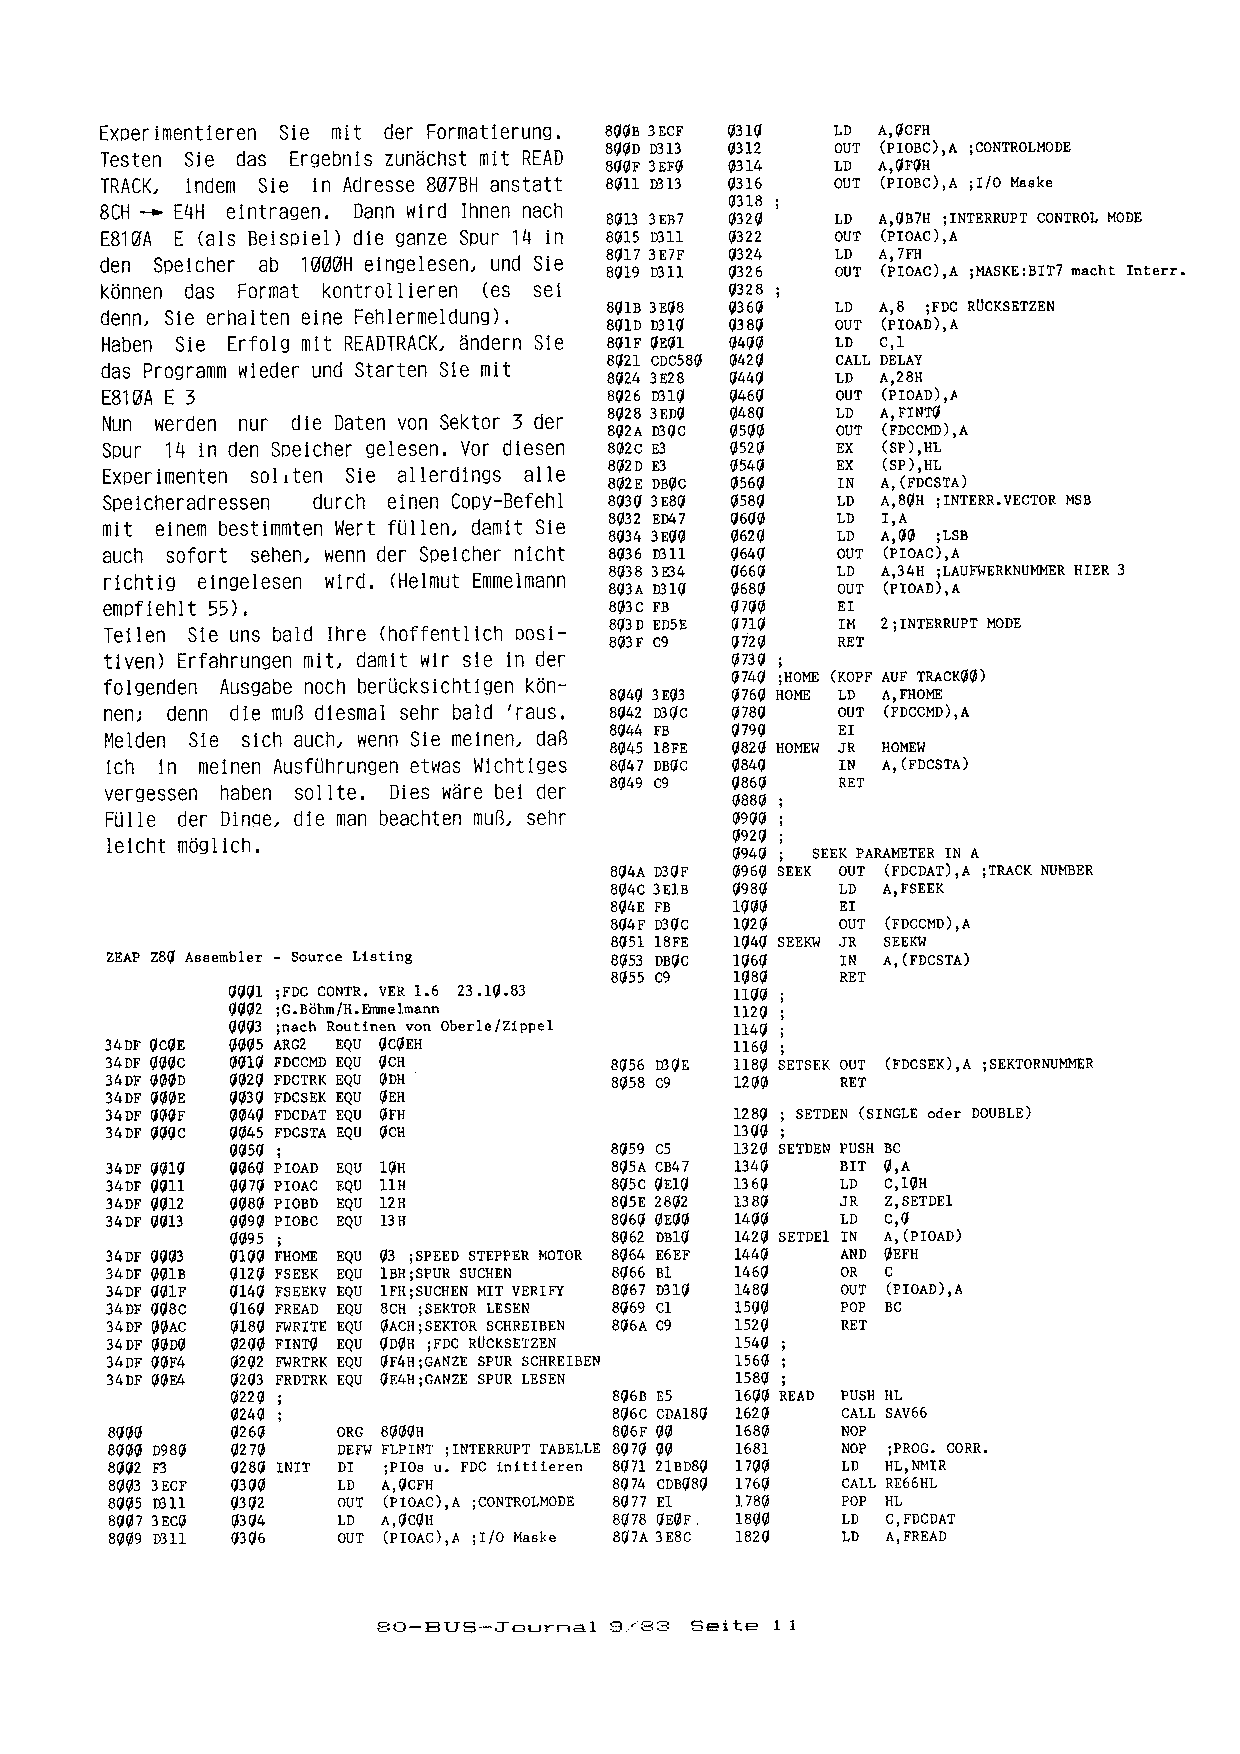 Experimentieren Sie mit der Formatierung.
Testen Sie das Ergebnis zunächst mit READ
TRACK, indem Sie in Adresse 807BH anstatt
8CH → E4H eintragen. Dann wird Ihnen nach
E810A E (als Beispiel) die ganze Spur 14 in
den Speicher ab 1000H eingelesen, und Sie
können das Format kontrollieren (es sei
denn, Sie erhalten eine Fehlermeldung).
Haben Sie Erfolg mit READTRACK, ändern Sie
das Programm wieder und Starten Sie mit
E810A E 3
Nun werden nur die Daten von Sektor 3 der
Spur 14 in den Speicher gelesen. Vor diesen
Experimenten sollten Sie allerdings alle
Speicheradressen durch einen Copy-Befehl
mit einem bestimmten Wert füllen, damit Sie
auch sofort sehen, wenn der Speicher nicht
richtig eingelesen wird. (Helmut Emmelmann
empfiehlt 55).
Teilen Sie uns bald Ihre (hoffentlich posi-
tiven) Erfahrungen mit, damit wir sie in der
folgenden Ausgabe noch berücksichtigen kön-
nen; denn die muß diesmal sehr bald 'raus.
Melden Sie sich auch, wenn Sie meinen, daß
ich in meinen Ausführungen etwas Wichtiges
vergessen haben sollte. Dies wäre bei der
Fülle der Dinge, die man beachten muß, sehr
leicht möglich.
ZEAP Z80 Assembler - Source Listing
0001 ;FDC CONTR. VER 1.6 23.10.83
0002 ;G.Böhm/H.Emmelmann
0003 ;nach Routinen von Oberle/Zippel
34DF 0C0E 0005 ARG2 EQU 0C0EH
34DF 000C 0010 FDCCMD EQU 0CH
34DF 000D 0020 FDCTRK EQU 0DH
34DF 000E 0030 FDCSEK EQU 0EH
34DF 000F 0040 FDCDAT EQU 0FH
34DF 000C 0045 FDCSTA EQU 0CH
0050 ;
34DF 0010 0060 PIOAD EQU 10H
34DF 0011 0070 PIOAC EQU 11H
34DF 0012 0080 PIOBD EQU 12H
34DF 0013 0090 PIOBC EQU 13H
0095 ;
34DF 0003 0100 FHOME EQU 03 ;SPEED STEPPER MOTOR
34DF 001B 0120 FSEEK EQU 1BH;SPUR SUCHEN
34DF 001F 0140 FSEEKV EQU 1FH;SUCHEN MIT VERIFY
34DF 008C 0160 FREAD EQU 8CH ;SEKTOR LESEN
34DF 00AC 0180 FWRITE EQU 0ACH;SEKTOR SCHREIBEN
34DF 00D0 0200 FINT0 EQU 0D0H ;FDC RÜCKSETZEN
34DF 00F4 0202 FWRTRK EQU 0F4H;GANZE SPUR SCHREIBEN
34DF 00E4 0203 FRDTRK EQU 0E4H;GANZE SPUR LESEN
0220 ;
0240 ;
8000 0260 ORG 8000H
8000 D980 0270 DEFW FLPINT ;INTERRUPT TABELLE
8002 F3 0280 INIT DI ;PIOs u. FDC initiieren
8003 3ECF 0300 LD A,0CFH
8005 D311 0302 OUT (PIOAC),A ;CONTROLMODE
8007 3EC0 0304 LD A,0C0H
8009 D311 0306 OUT (PIOAC),A ;I/O Maske
800B 3ECF 0310 LD A,0CFH
800D D313 0312 OUT (PIOBC),A ;CONTROLMODE
800F 3EF0 0314 LD A,0F0H
8011 D313 0316 OUT (PIOBC),A ;I/O Maske
0318 ;
8013 3EB7 0320 LD A,0B7H ;INTERRUPT CONTROL MODE
8015 D311 0322 OUT (PIOAC),A
8017 3E7F 0324 LD A,7FH
8019 D311 0326 OUT (PIOAC),A ;MASKE:BIT7 macht Interr.
0328 ;
801B 3E08 0360 LD A,8 ;FDC RÜCKSETZEN
801D D310 0380 OUT (PIOAD),A
801F 0E01 0400 LD C,1
8021 CDC580 0420 CALL DELAY
8024 3E28 0440 LD A,28H
8026 D310 0460 OUT (PIOAD),A
8028 3ED0 0480 LD A,FINT0
802A D30C 0500 OUT (FDCCMD),A
802C E3 0520 EX (SP),HL
802D E3 0540 EX (SP),HL
802E DB0C 0560 IN A,(FDCSTA)
8030 3E80 0580 LD A,80H ;INTERR.VECTOR MSB
8032 ED47 0600 LD I,A
8034 3E00 0620 LD A,00 ;LSB
8036 D311 0640 OUT (PIOAC),A
8038 3E34 0660 LD A,34H ;LAUFWERKNUMMER HIER 3
803A D310 0680 OUT (PIOAD),A
803C FB 0700 EI
803D ED5E 0710 IM 2;INTERRUPT MODE
803F C9 0720 RET
0730 ;
0740 ;HOME (KOPF AUF TRACK00)
8040 3E03 0760 HOME LD A,FHOME
8042 D30C 0780 OUT (FDCCMD),A
8044 FB 0790 EI
8045 18FE 0820 HOMEW JR HOMEW
8047 DB0C 0840 IN A,(FDCSTA)
8049 C9 0860 RET
0880 ;
0900 ;
0920 ;
0940 ; SEEK PARAMETER IN A
804A D30F 0960 SEEK OUT (FDCDAT),A ;TRACK NUMBER
804C 3E1B 0980 LD A,FSEEK
804E FB 1000 EI
804F D30C 1020 OUT (FDCCMD),A
8051 18FE 1040 SEEKW JR SEEKW
8053 DB0C 1060 IN A,(FDCSTA)
8055 C9 1080 RET
1100 ;
1120 ;
1140 ;
1160 ;
8056 D30E 1180 SETSEK OUT (FDCSEK),A ;SEKTORNUMMER
8058 C9 1200 RET
1280 ; SETDEN (SINGLE oder DOUBLE)
1300 ;
8059 C5 1320 SETDEN PUSH BC
805A CB47 1340 BIT 0,A
805C 0E10 1360 LD C,10H
805E 2802 1380 JR Z,SETDE1
8060 0E00 1400 LD C,0
8062 DB10 1420 SETDE1 IN A,(PIOAD)
8064 E6EF 1440 AND 0EFH
8066 B1 1460 OR C
8067 D310 1480 OUT (PIOAD),A
8069 C1 1500 POP BC
806A C9 1520 RET
1540 ;
1560 ;
1580 ;
806B E5 1600 READ PUSH HL
806C CDA180 1620 CALL SAV66
806F 00 1680 NOP
8070 00 1681 NOP ;PROG. CORR.
8071 21BD80 1700 LD HL,NMIR
8074 CDB080 1760 CALL RE66HL
8077 E1 1780 POP HL
8078 0E0F 1800 LD C,FDCDAT
807A 3E8C 1820 LD A,FREAD
80-BUS-Journal 9/83 Seite 11